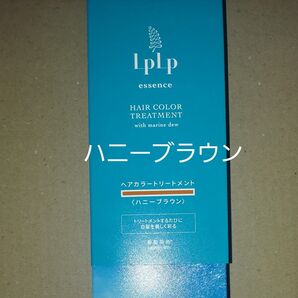 LpLp
essence
HAIR COLOR
TREATMENT
with marine dew
ハニーブラウン
ヘアカラートリートメント
〈ハニーブラウン〉
トリートメントするたびに
白髪を美しく彩る